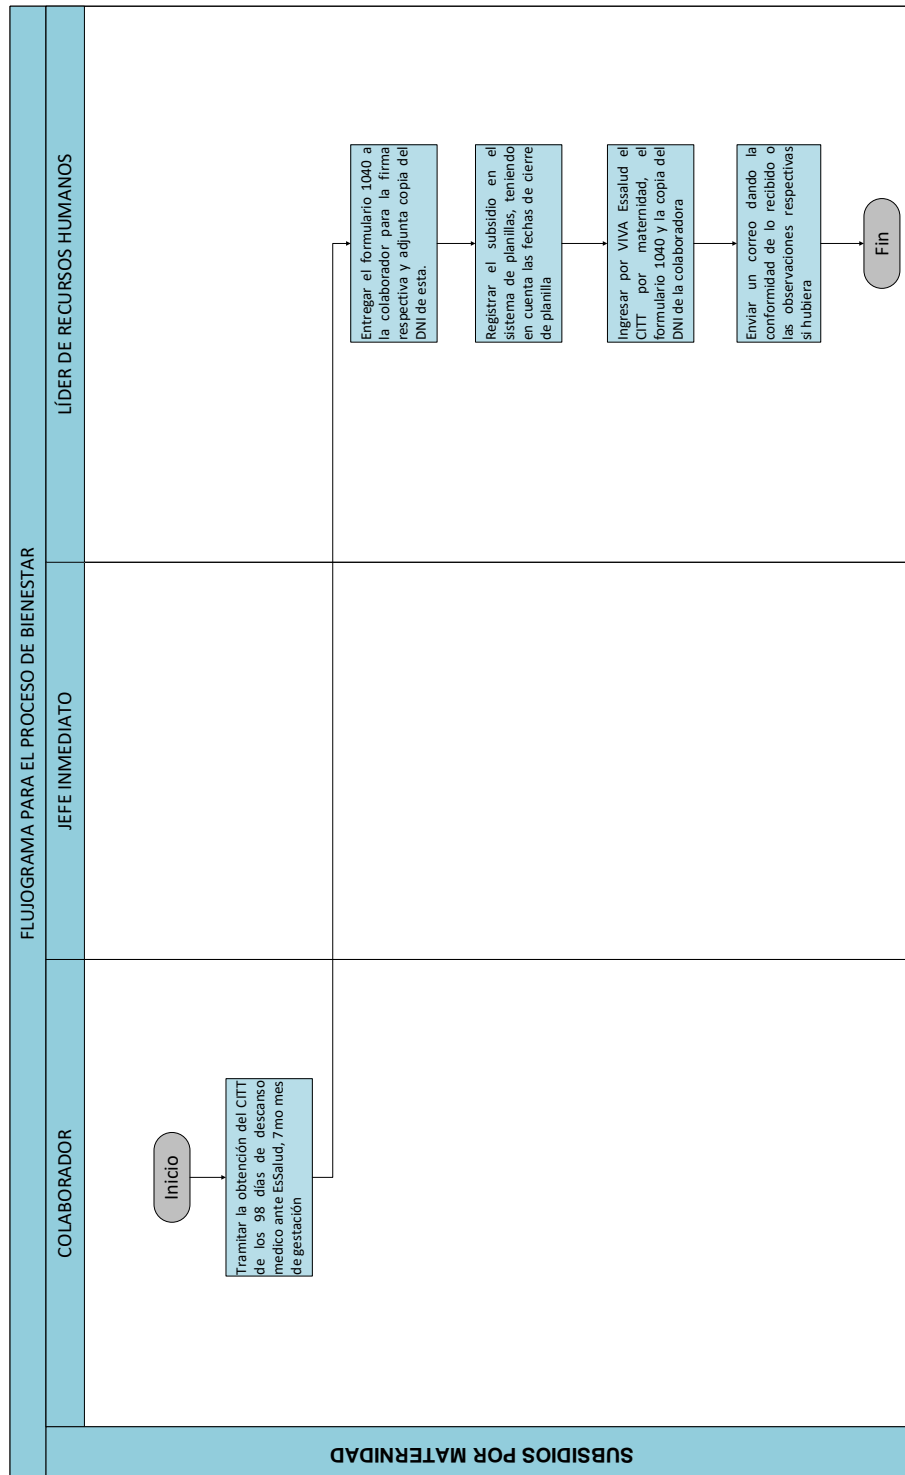 FLUJOGRAMA PARA EL PROCESO DE BIENESTAR
COLABORADOR
JEFE INMEDIATO
LÍDER DE RECURSOS HUMANOS
SUBSIDIOS POR MATERNIDAD
Inicio
Tramitar la obtención del CITT
de los 98 días de descanso
medico ante EsSalud, 7mo mes
de gestación
Entregar el formulario 1040 a
la colaborador para la firma
respectiva y adjunta copia del
DNI de esta.
Registrar el subsidio en el
sistema de planillas, teniendo
en cuenta las fechas de cierre
de planilla
Ingresar por VIVA Essalud el
CITT por maternidad, el
formulario 1040 y la copia del
DNI de la colaboradora
Enviar un correo dando la
conformidad de lo recibido o
las observaciones respectivas
si hubiera
Fin